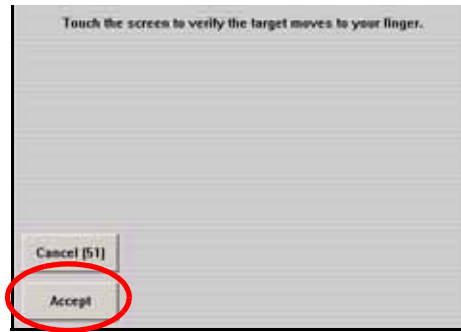 Touch the screen to verify the target moves to your finger.
Cancel (51)
Accept